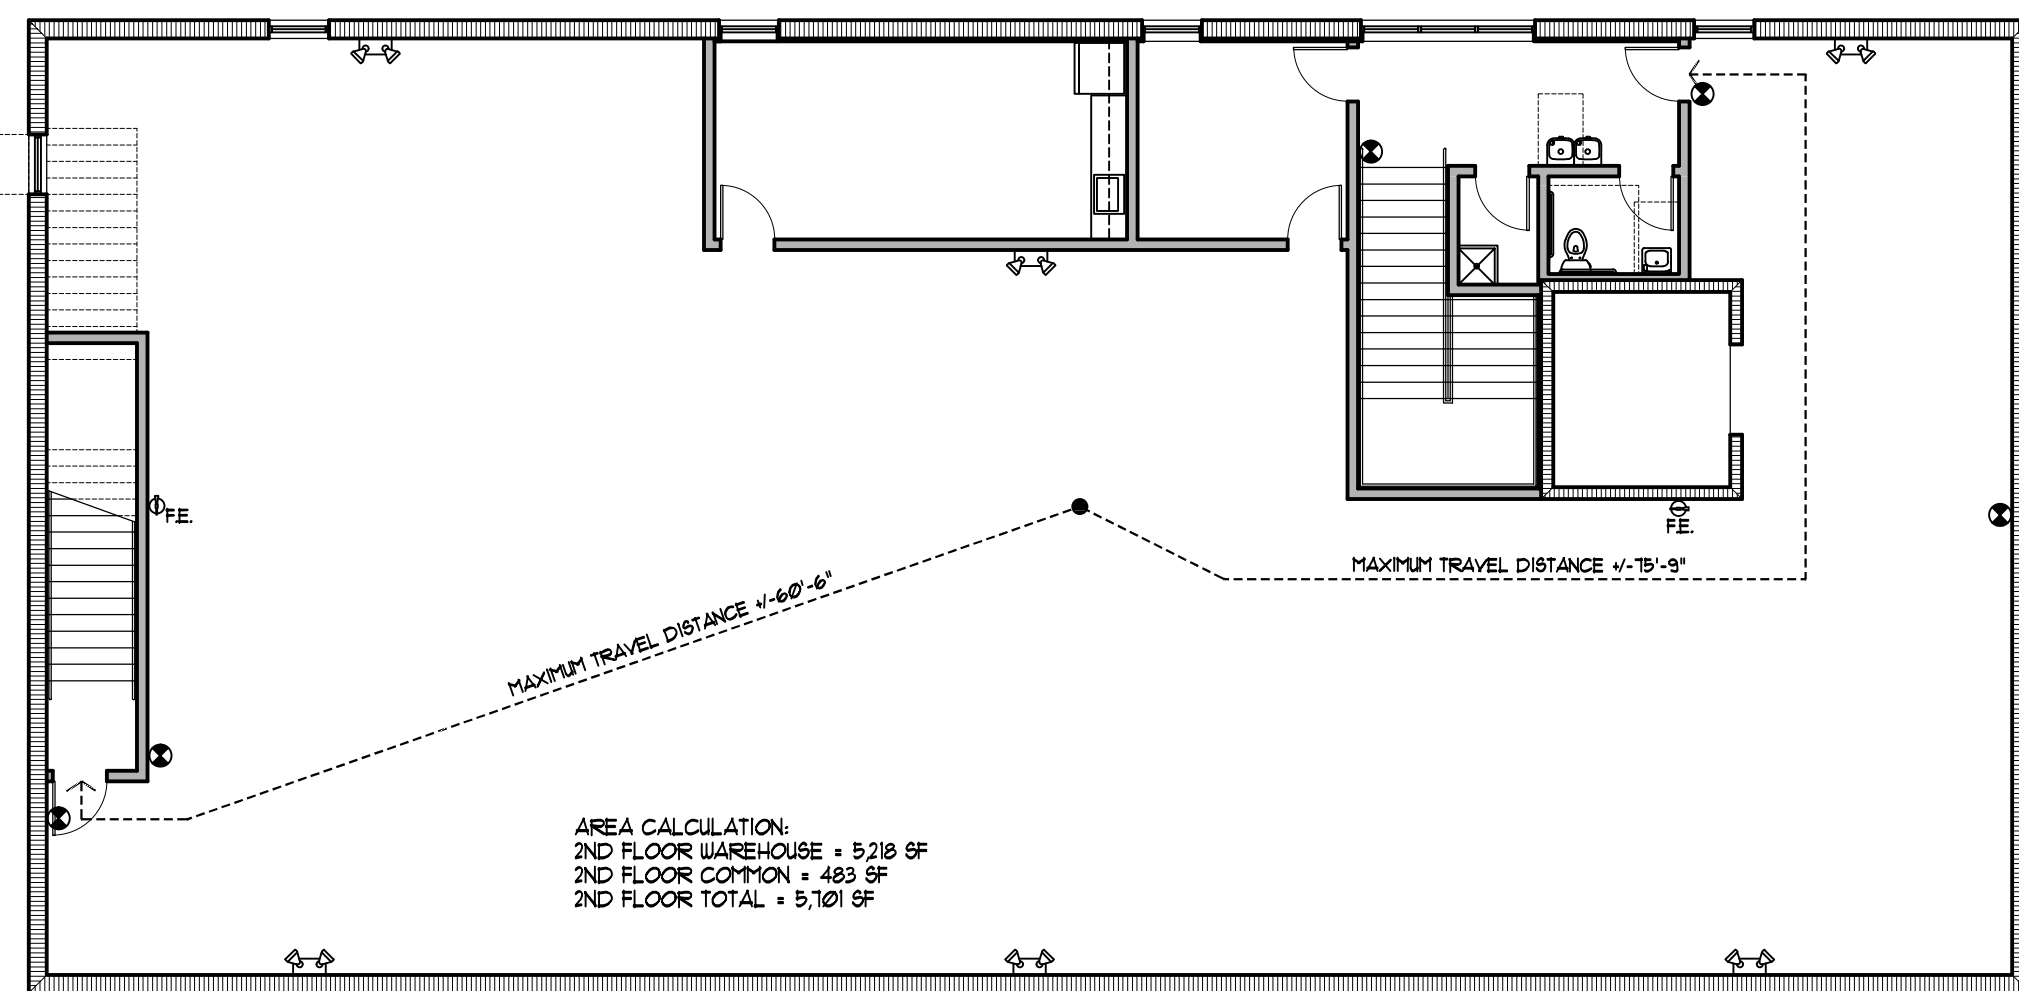 F.E.
F.E.
MAXIMUM TRAVEL DISTANCE +/-75'-9"
MAXIMUM TRAVEL DISTANCE +/-60'-6"
AREA CALCULATION:
2ND FLOOR WAREHOUSE = 5,218 SF
2ND FLOOR COMMON = 483 SF
2ND FLOOR TOTAL = 5,701 SF